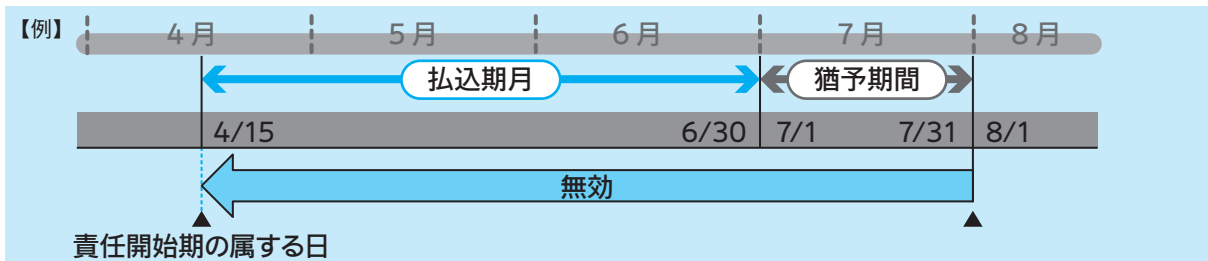 【例】
4月 5月 6月 7月 8月
払込期月 猶予期間
4/15 6/30 7/1 7/31 8/1
無効
責任開始期の属する日